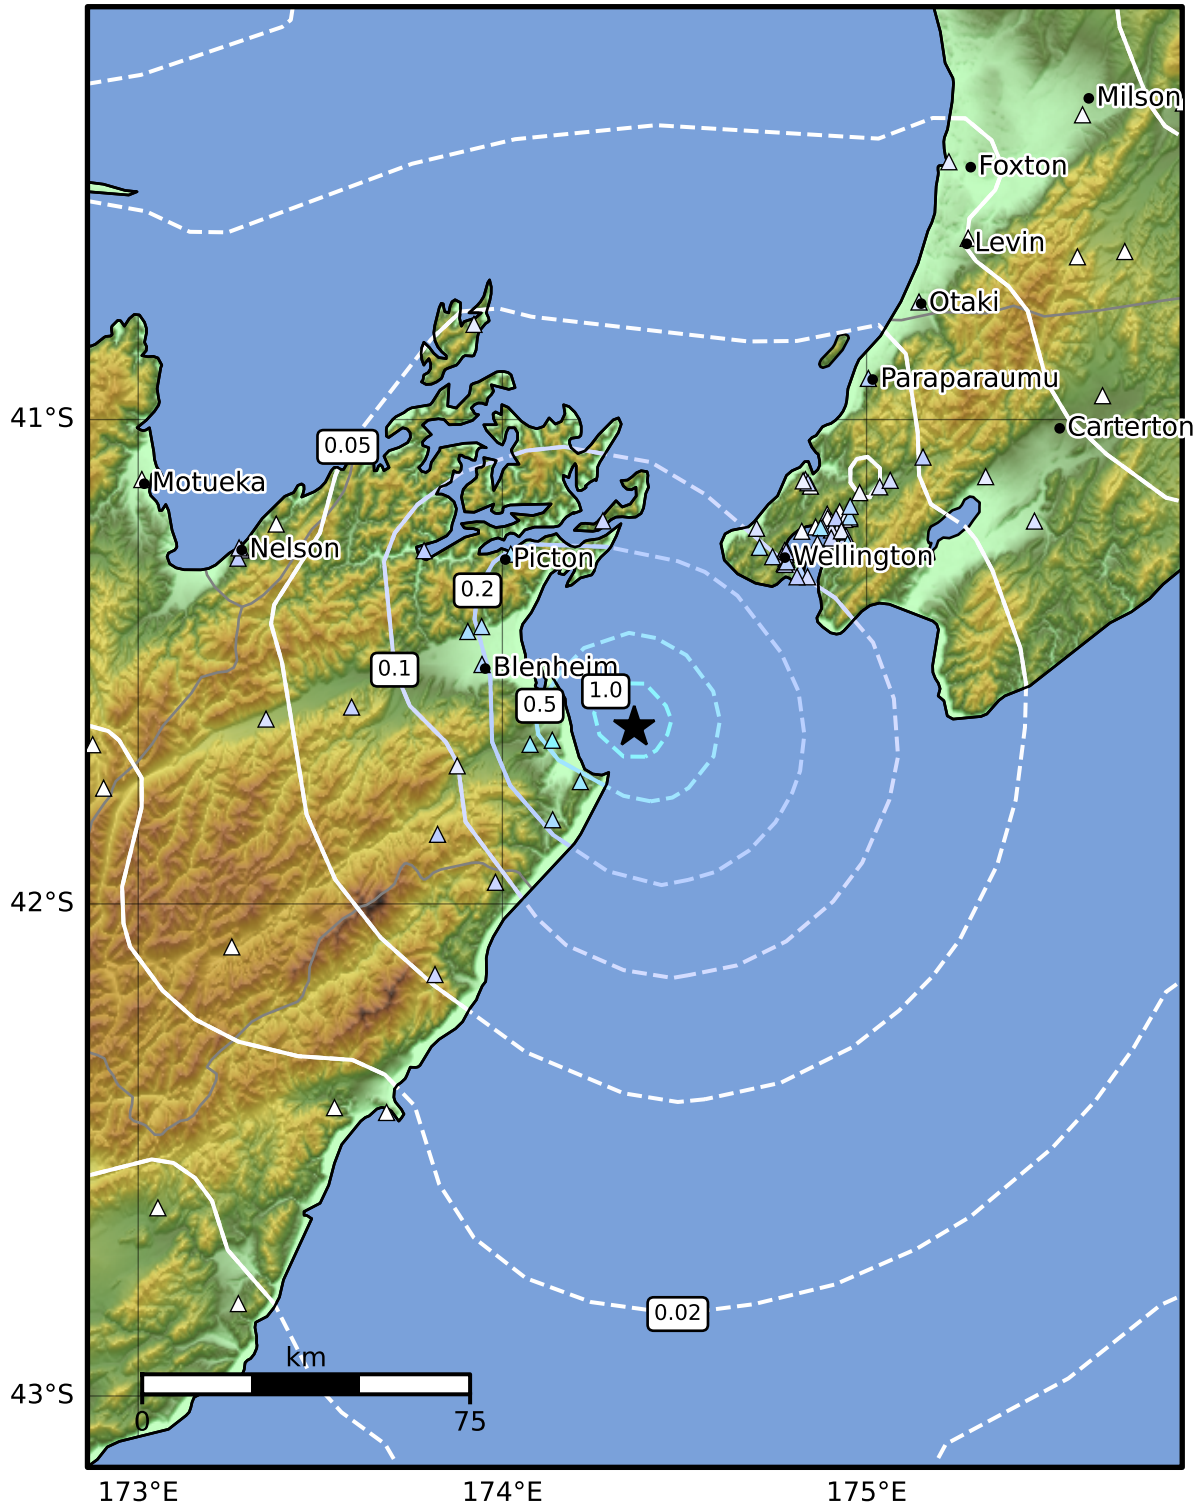 Milson
Foxton
Levin
Otaki
Paraparaumu
41°S
Carterton
0.05
Motueka
Nelson
Picton
Wellington
0.2
0.1
Blenheim
1.0
0.5
42°S
0.02
km
43°S
0
75
173°E
174°E
175°E